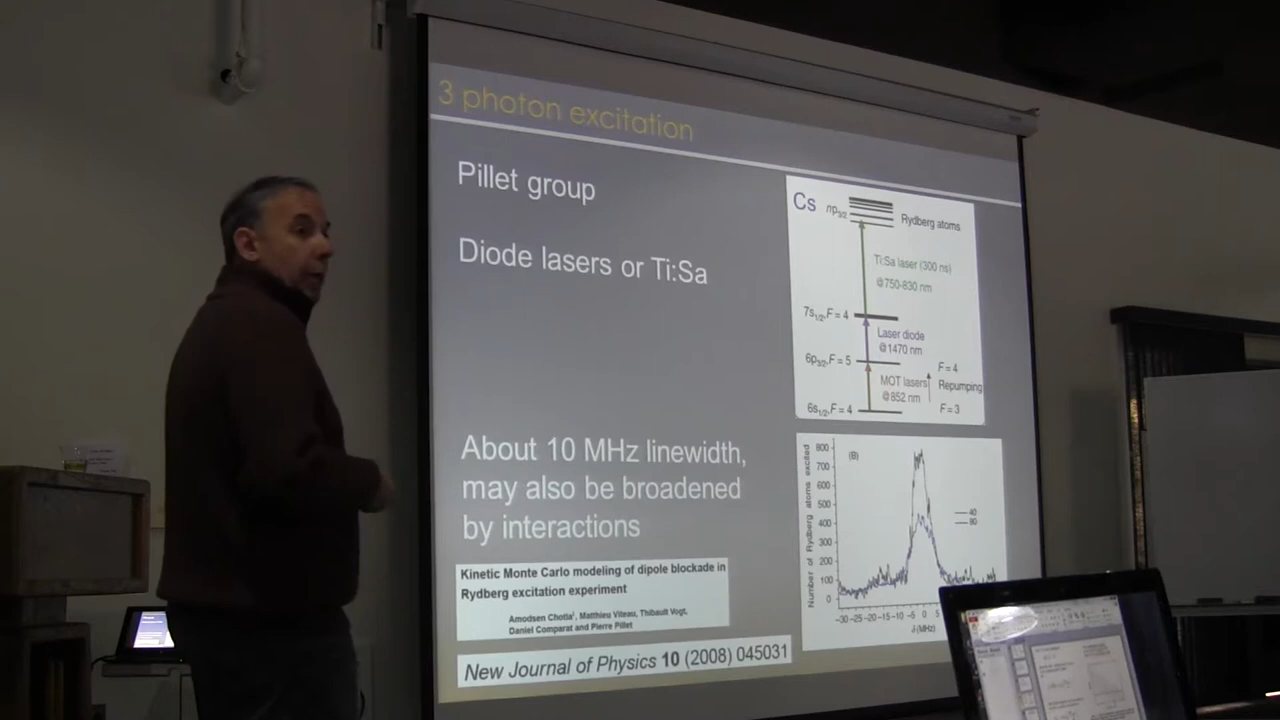 3 photon excitation
Pillet group
Diode lasers or Ti:Sa
About 10 MHz linewidth,
may also be broadened
by interactions
Kinetic Monte Carlo modeling of dipole blockade in
Rydberg excitation experiment
Amodsen Chotia, Matthieu Viteau, Thibault Vogt,
Daniel Comparat and Pierre Pillet
New Journal of Physics 10 (2008) 045031
Cs
np3/2
Rydberg atoms
Ti:Sa laser (300 ns)
@750-830 nm
7s1/2,F = 4
Laser diode
@1470 nm
6p3/2,F = 5
F = 4
MOT lasers
@852 nm
Repumping
6s1/2,F = 4
F = 3
Number of Rydberg atoms excited
800
700
600
500
400
300
200
100
0
(B)
40
80
-30 -25 -20 -15 -10 -5 0 5
δ(MHz)